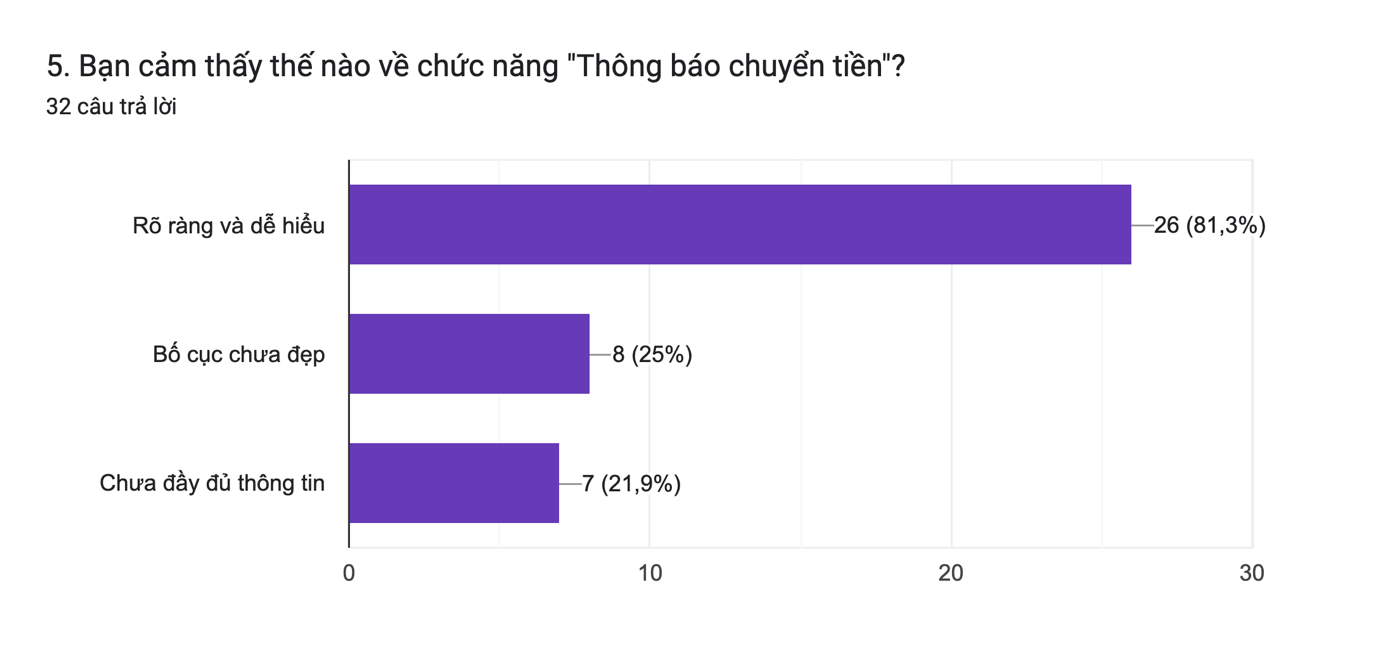 5. Bạn cảm thấy thế nào về chức năng "Thông báo chuyển tiền"?
32 câu trả lời
Rõ ràng và dễ hiểu
26 (81,3%)
Bố cục chưa đẹp
8 (25%)
Chưa đầy đủ thông tin
7 (21,9%)
0
10
20
30